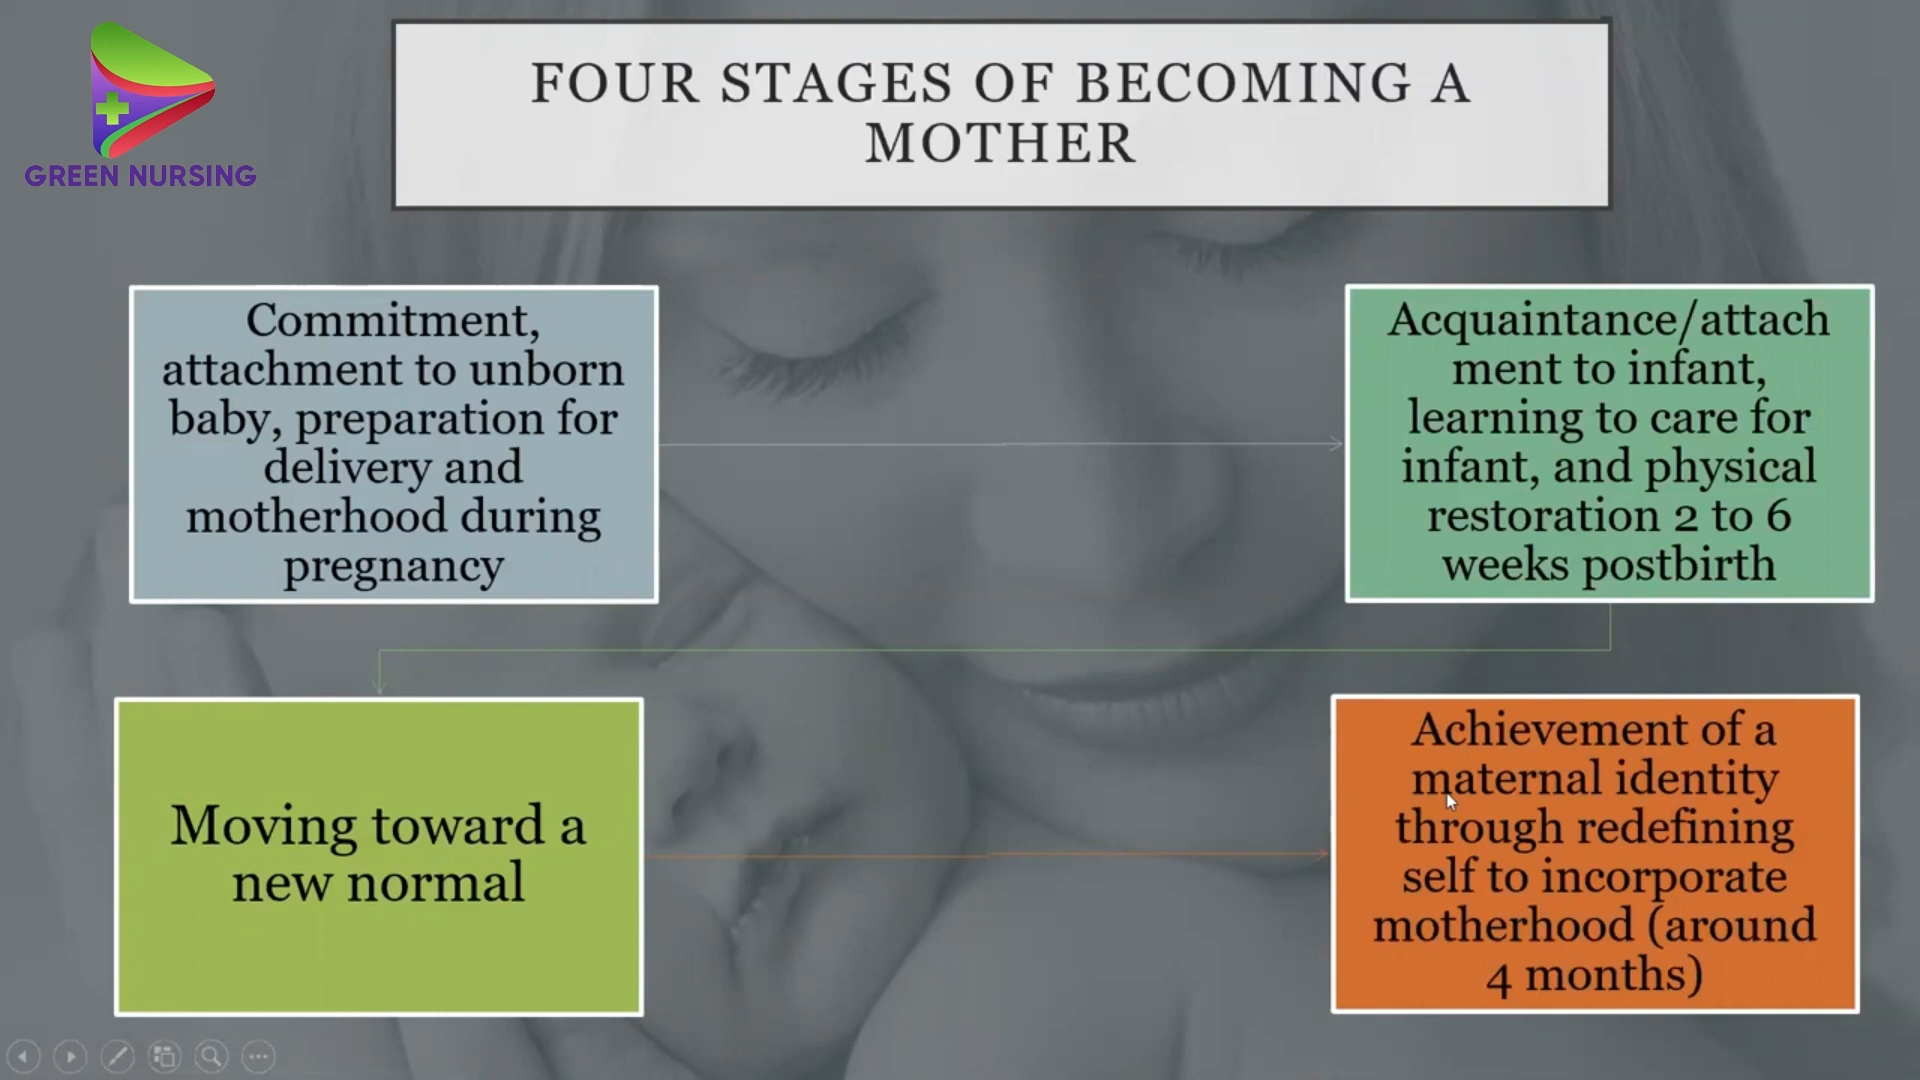 GREEN NURSING
FOUR STAGES OF BECOMING A
MOTHER
Commitment,
attachment to unborn
baby, preparation for
delivery and
motherhood during
pregnancy
Acquaintance/attach
ment to infant,
learning to care for
infant, and physical
restoration 2 to 6
weeks postbirth
Moving toward a
new normal
Achievement of a
maternal identity
through redefining
self to incorporate
motherhood (around
4 months)